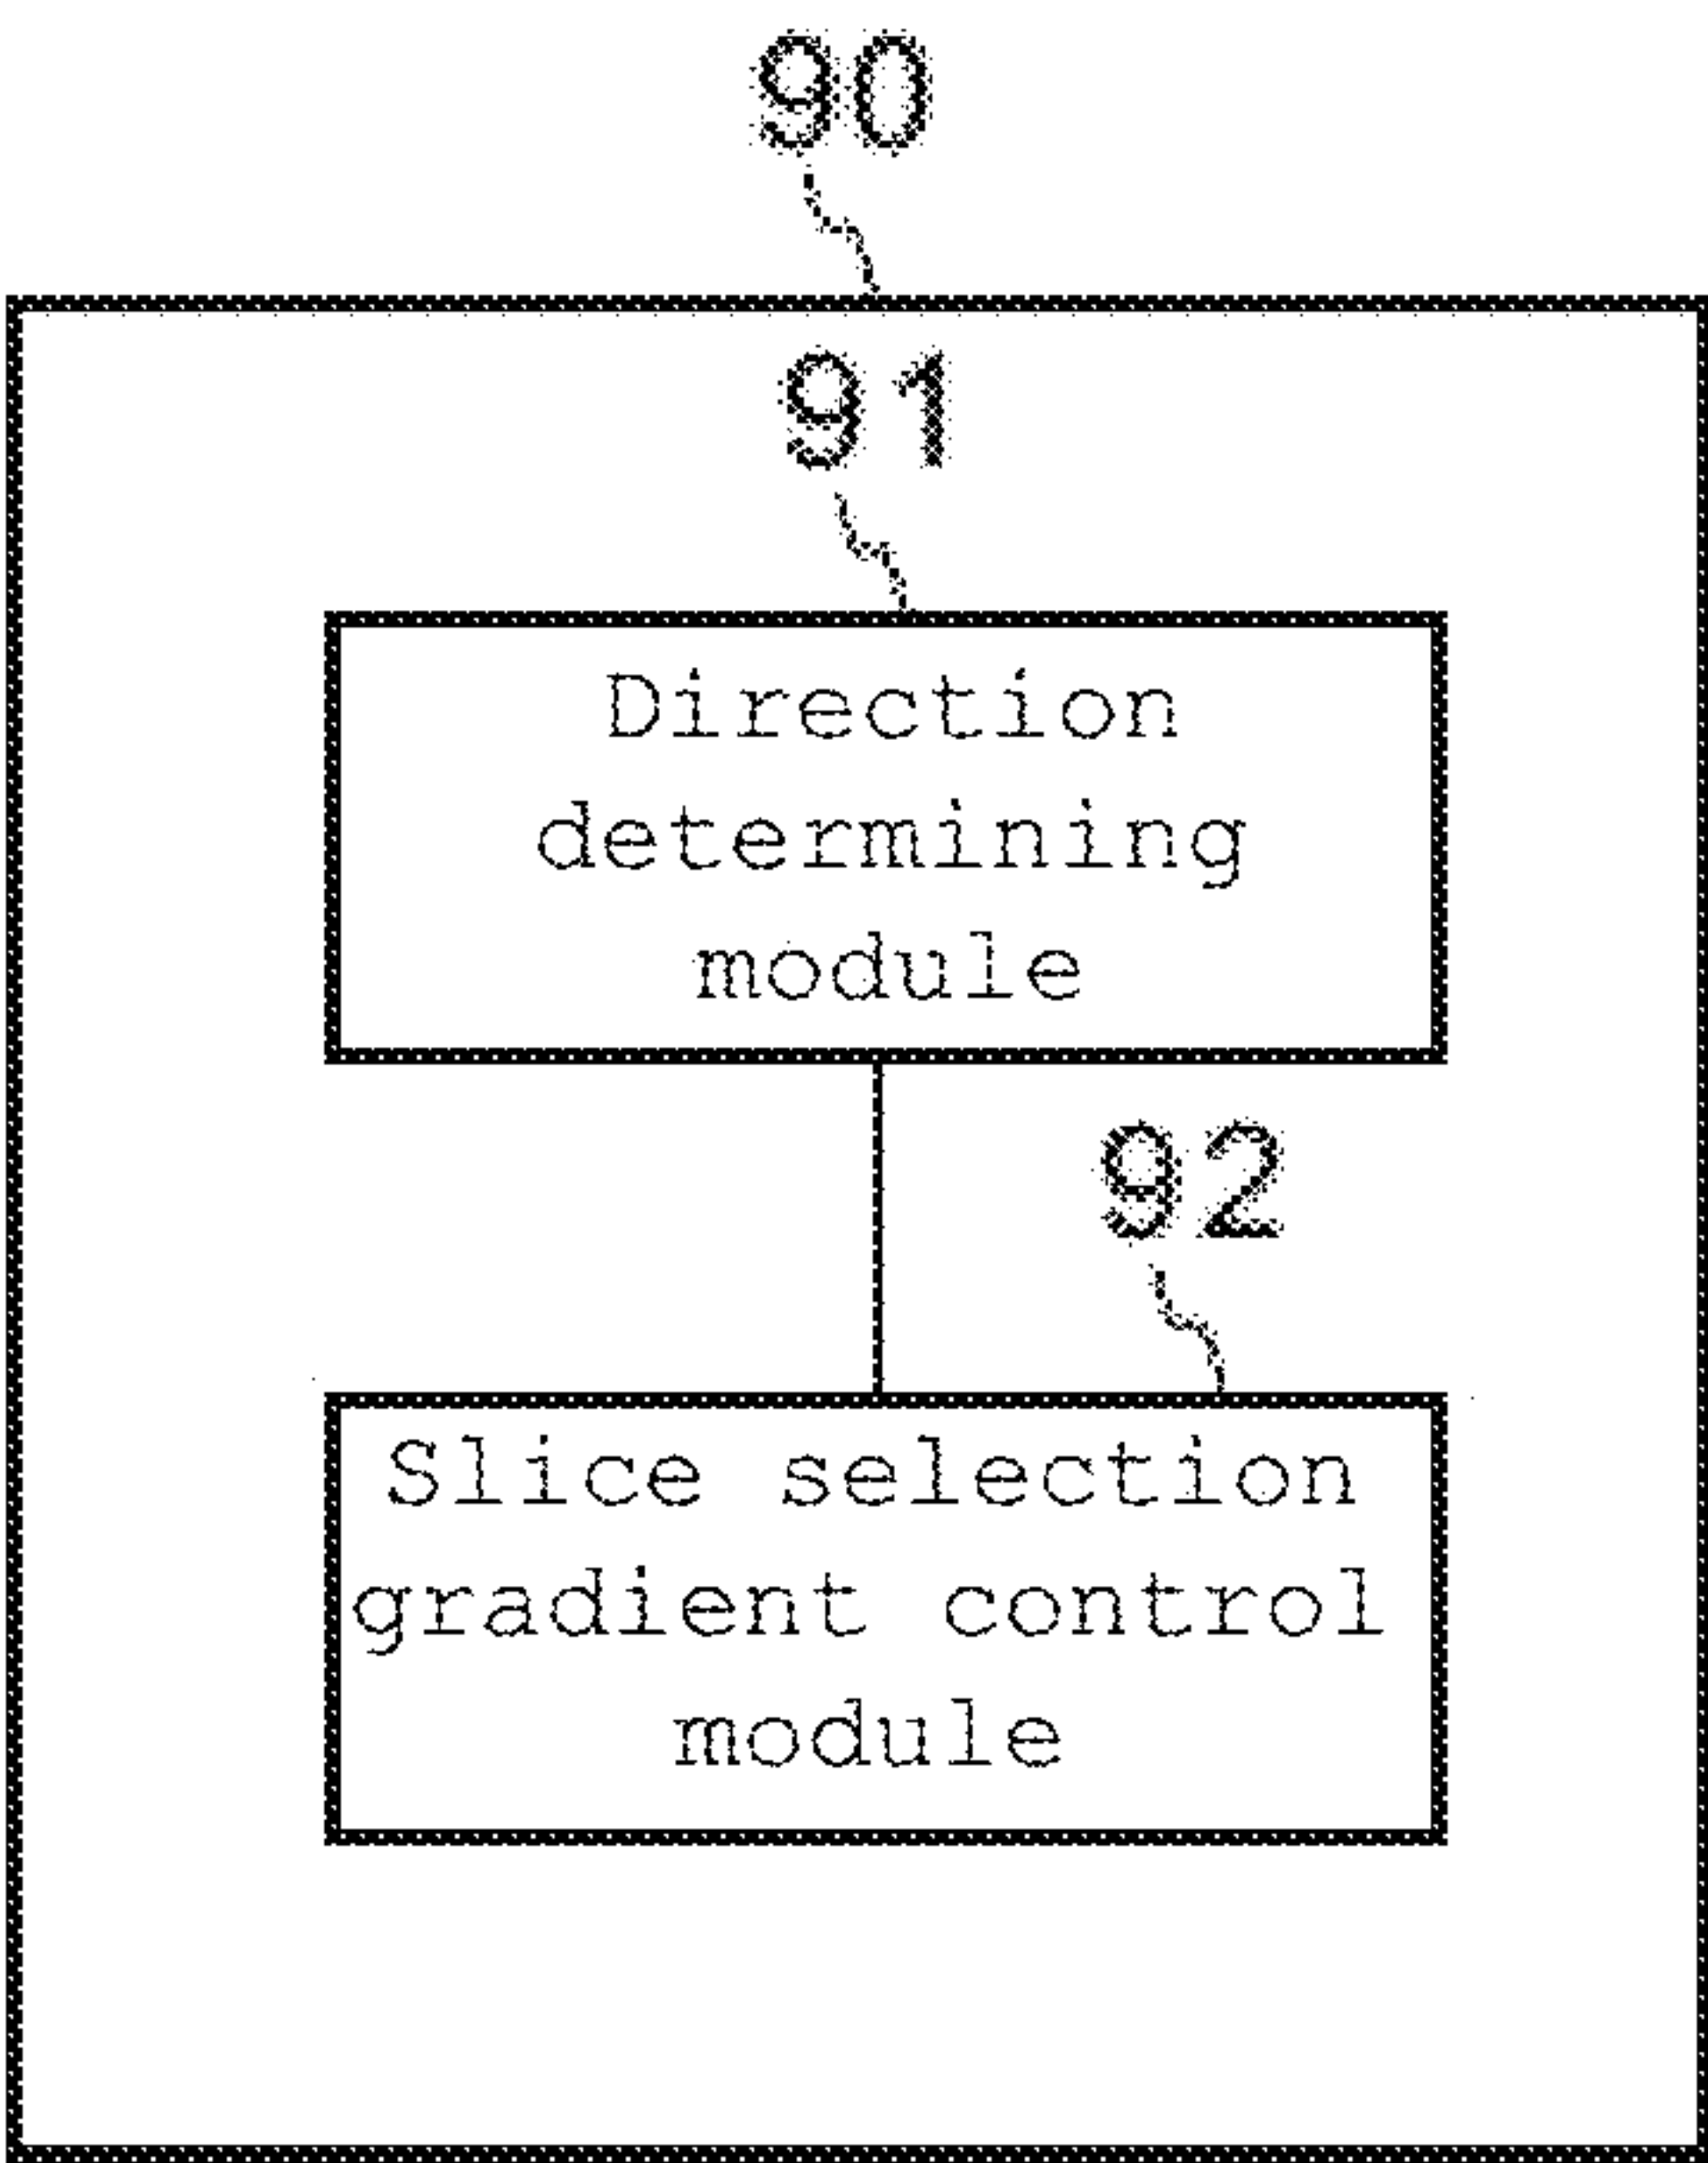 90
91
Direction
determining
module
92
Slice selection
gradient control
module